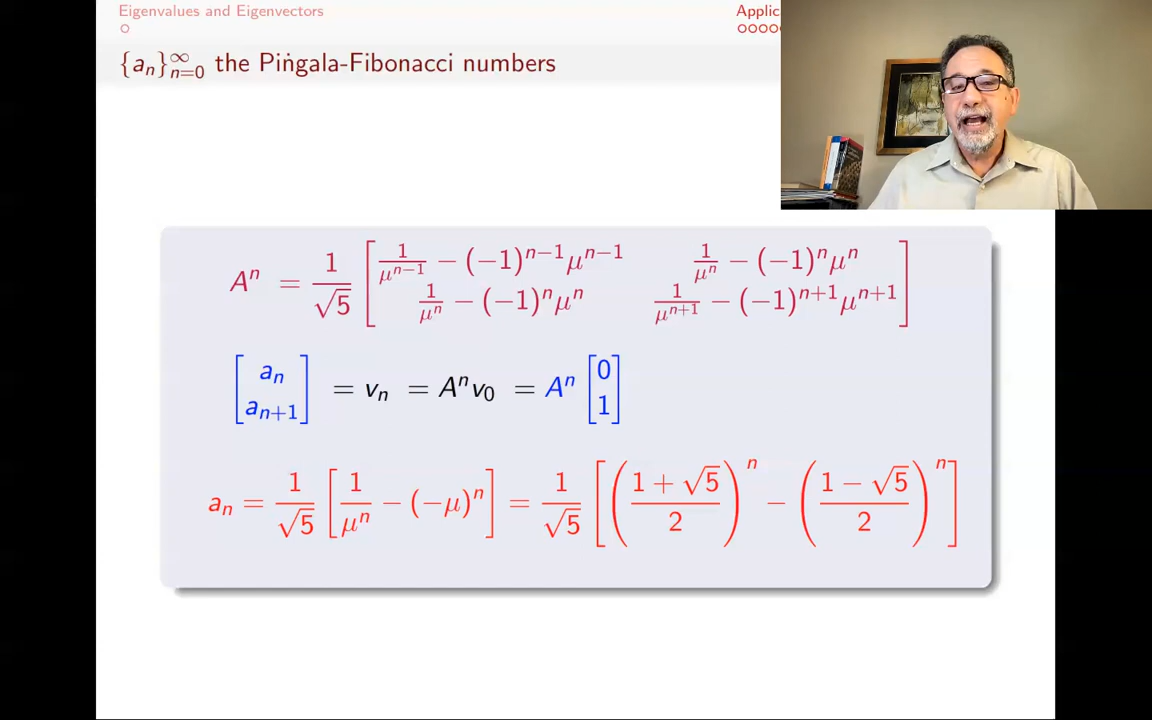 Eigenvalues and Eigenvectors
Applic
{aₙ}ₙ₌₀^∞ the Piṅgala-Fibonacci numbers
Aⁿ = 1/√5 [ 1/μⁿ⁻¹ − (−1)ⁿ⁻¹μⁿ⁻¹   1/μⁿ − (−1)ⁿμⁿ
1/μⁿ − (−1)ⁿμⁿ   1/μⁿ⁺¹ − (−1)ⁿ⁺¹μⁿ⁺¹ ]
[ aₙ
aₙ₊₁ ] = vₙ = Aⁿv₀ = Aⁿ [ 0
1 ]
aₙ = 1/√5 [ 1/μⁿ − (−μ)ⁿ ] = 1/√5 [ ((1 + √5)/2)ⁿ − ((1 − √5)/2)ⁿ ]